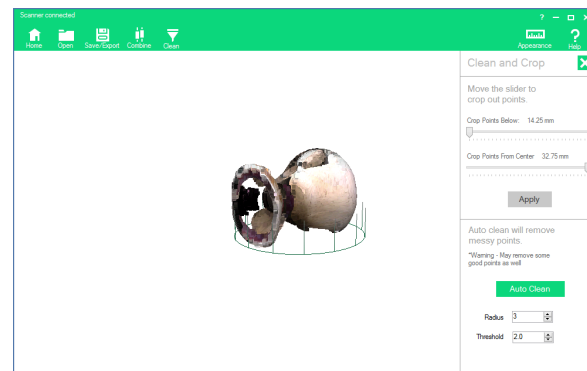 Scanner connected
Home Open Save/Export Combine Clean Appearance Help
Clean and Crop
Move the slider to
crop out points.
Crop Points Below: 14.25 mm
Crop Points From Center 32.75 mm
Apply
Auto clean will remove
messy points.
*Warning - May remove some
good points as well
Auto Clean
Radius 3
Threshold 2.0